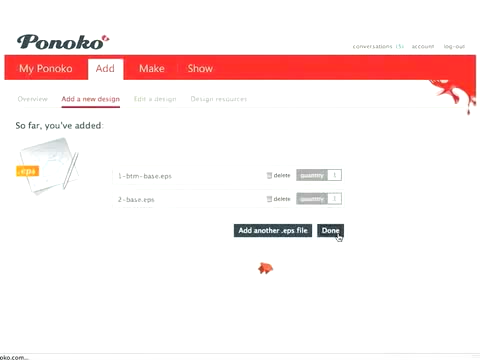 Ponoko
conversations (5) account log-out
My Ponoko Add Make Show
Overview Add a new design Edit a design Design resources
So far, you've added:
.eps
1-btm-base.eps delete quantity 1
2-base.eps delete quantity 1
Add another .eps file Done
oko.com...